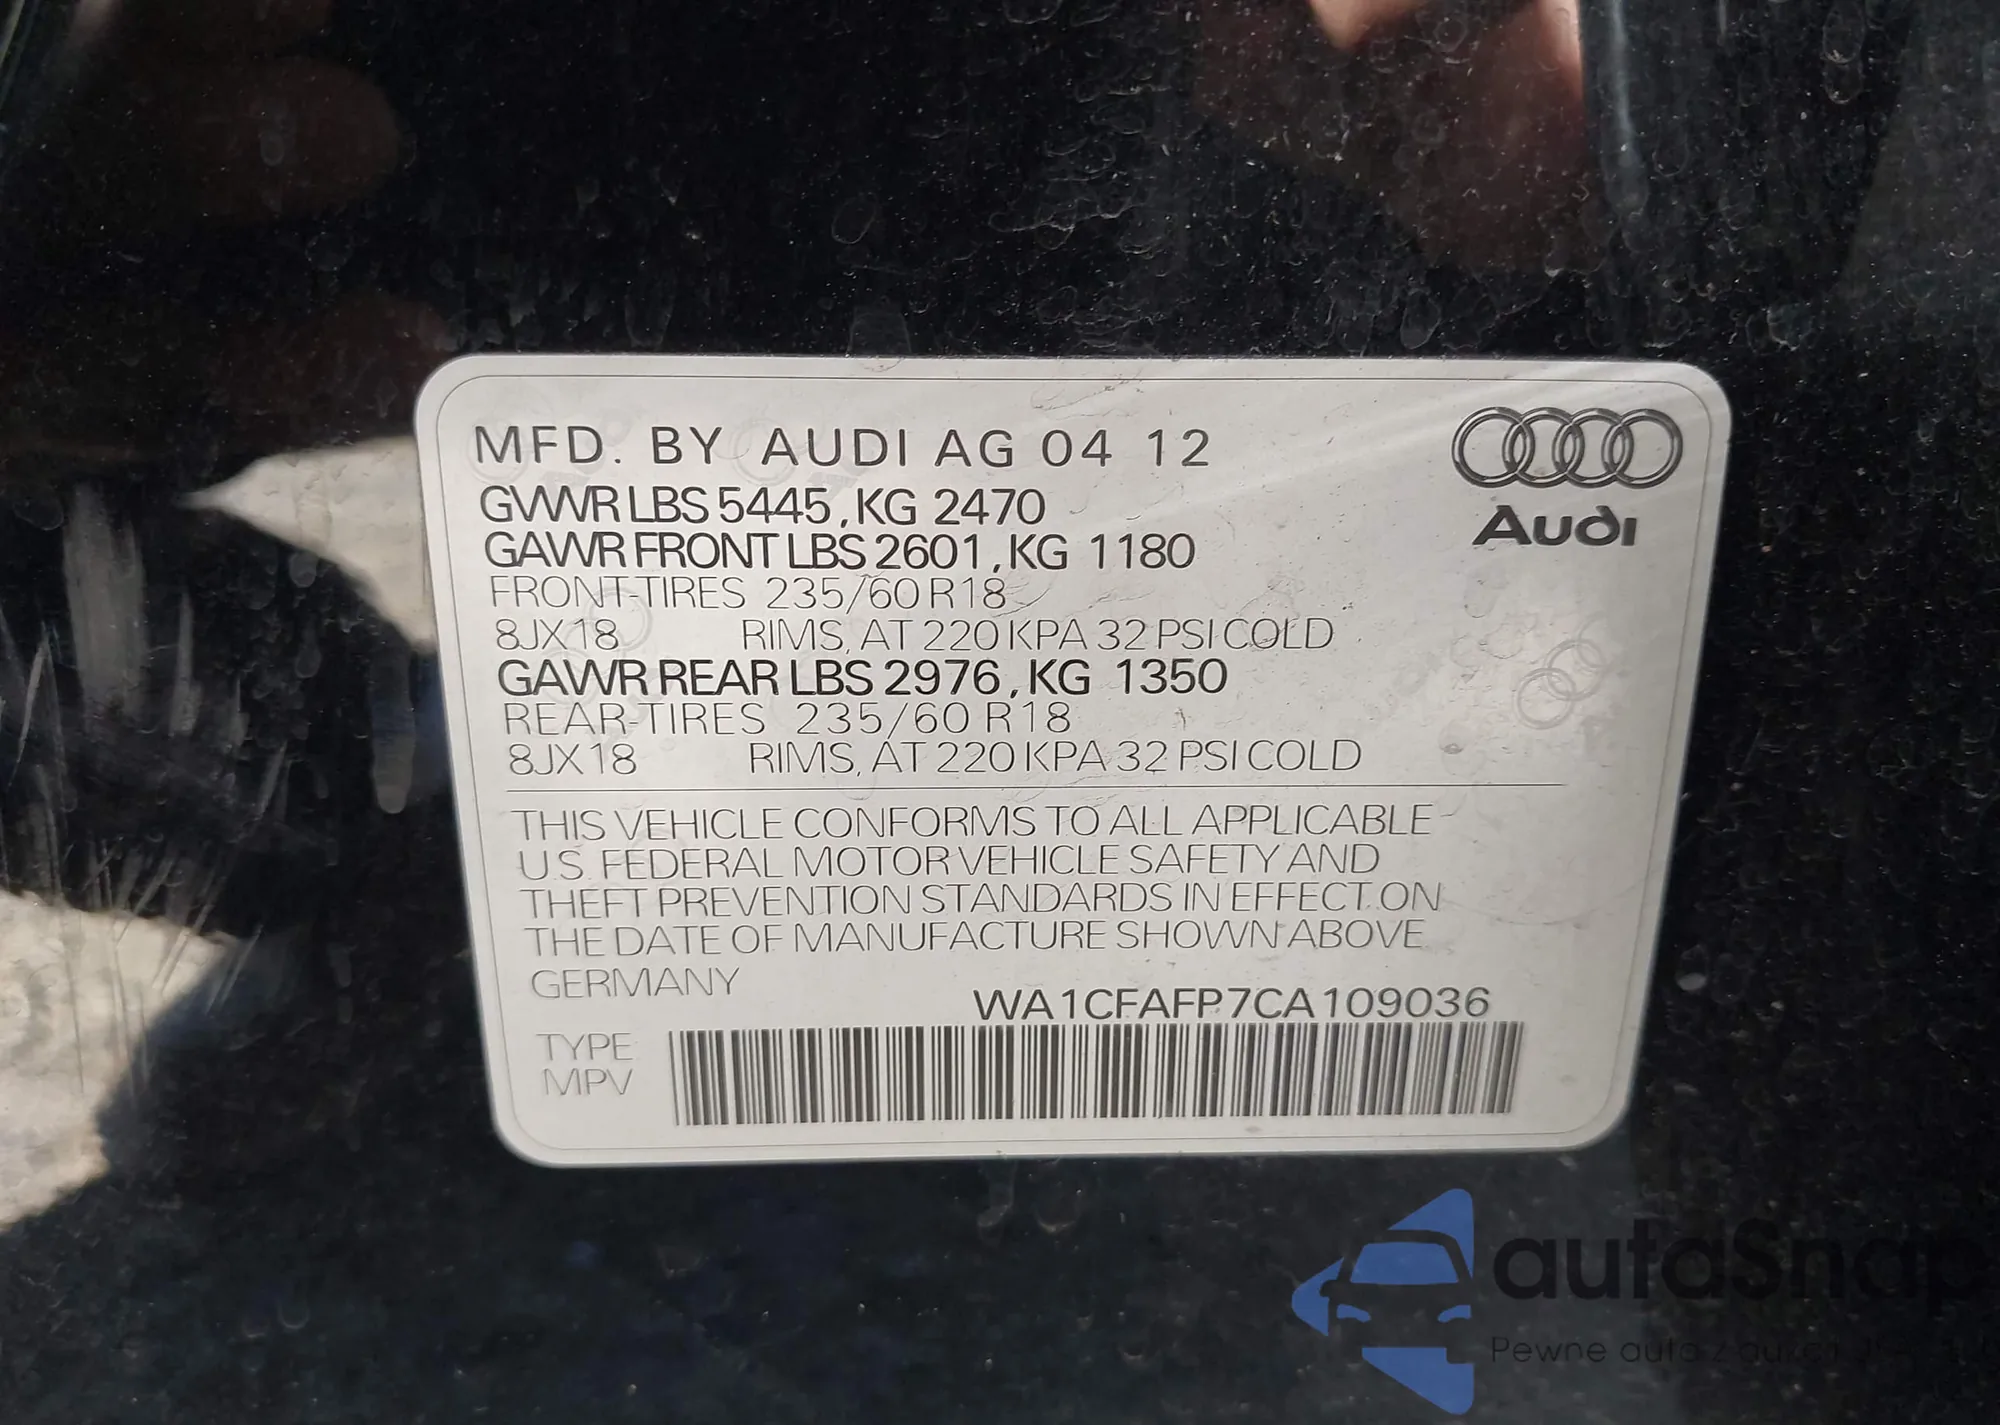 MFD. BY AUDI AG 04 12
GVWR LBS 5445, KG 2470
GAWR FRONT LBS 2601, KG 1180
FRONT-TIRES 235/60 R18
8JX18 RIMS, AT 220 KPA 32 PSI COLD
GAWR REAR LBS 2976, KG 1350
REAR-TIRES 235/60 R18
8JX18 RIMS, AT 220 KPA 32 PSI COLD
Audi
THIS VEHICLE CONFORMS TO ALL APPLICABLE
U.S. FEDERAL MOTOR VEHICLE SAFETY AND
THEFT PREVENTION STANDARDS IN EFFECT ON
THE DATE OF MANUFACTURE SHOWN ABOVE.
GERMANY
WA1CFAFP7CA109036
TYPE
MPV
autaSnap
Pewne auta z aukcji